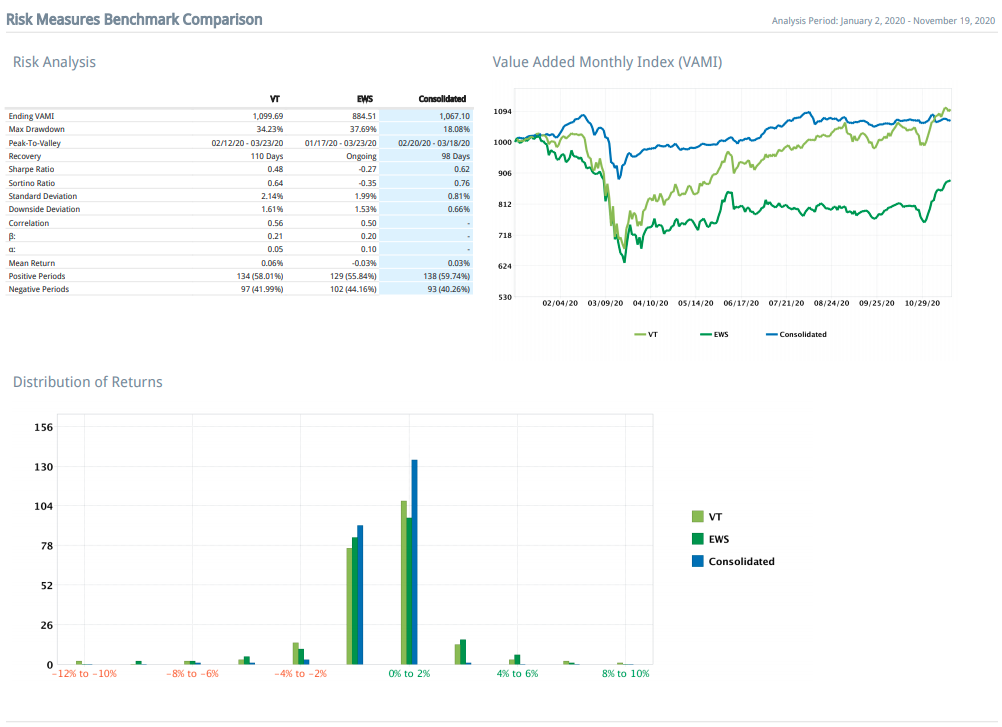 Risk Measures Benchmark Comparison
Analysis Period: January 2, 2020 - November 19, 2020
Risk Analysis
VT EWS Consolidated
Ending VAMI 1,099.69 884.51 1,067.10
Max Drawdown 34.23% 37.69% 18.08%
Peak-To-Valley 02/12/20 - 03/23/20 01/17/20 - 03/23/20 02/20/20 - 03/18/20
Recovery 110 Days Ongoing 98 Days
Sharpe Ratio 0.48 -0.27 0.62
Sortino Ratio 0.64 -0.35 0.76
Standard Deviation 2.14% 1.99% 0.81%
Downside Deviation 1.61% 1.53% 0.66%
Correlation 0.56 0.50 -
β: 0.21 0.20 -
α: 0.05 0.10 -
Mean Return 0.06% -0.03% 0.03%
Positive Periods 134 (58.01%) 129 (55.84%) 138 (59.74%)
Negative Periods 97 (41.99%) 102 (44.16%) 93 (40.26%)
Value Added Monthly Index (VAMI)
1094
1000
906
812
718
624
530
02/04/20 03/09/20 04/10/20 05/14/20 06/17/20 07/21/20 08/24/20 09/25/20 10/29/20
VT EWS Consolidated
Distribution of Returns
156
130
104
78
52
26
0
−12% to −10% −8% to −6% −4% to −2% 0% to 2% 4% to 6% 8% to 10%
VT
EWS
Consolidated